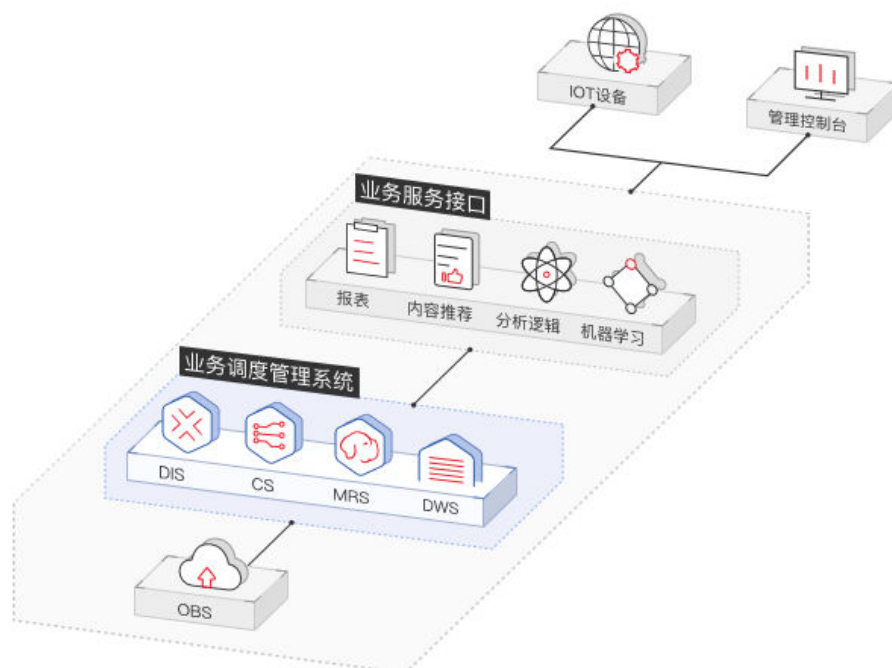 IOT设备
管理控制台
业务服务接口
报表
内容推荐
分析逻辑
机器学习
业务调度管理系统
DIS
CS
MRS
DWS
OBS